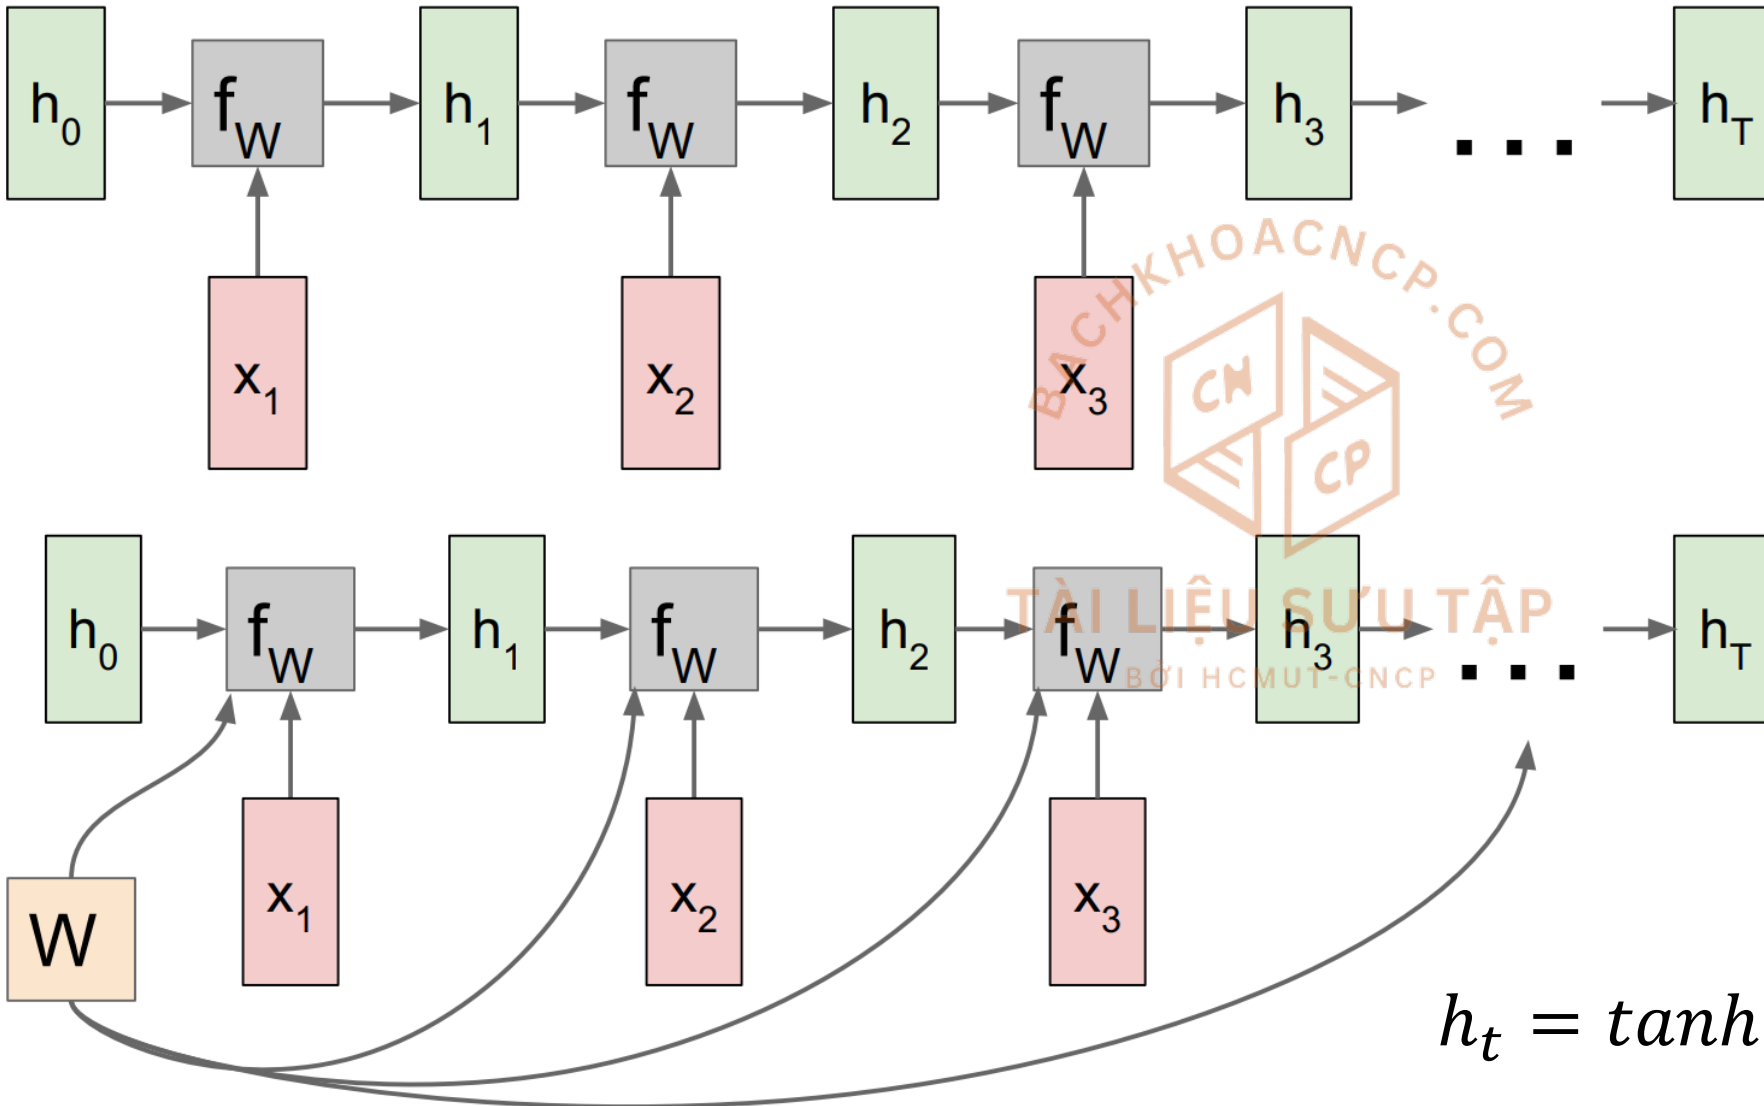 h0 fW h1 fW h2 fW h3 ... hT
x1 x2 x3
BACHKHOACNCP.COM
CN
CP
h0 fW h1 fW h2 fW h3 ... hT
TÀI LIỆU SƯU TẬP
BỞI HCMUT-CNCP
W x1 x2 x3
ht = tanh